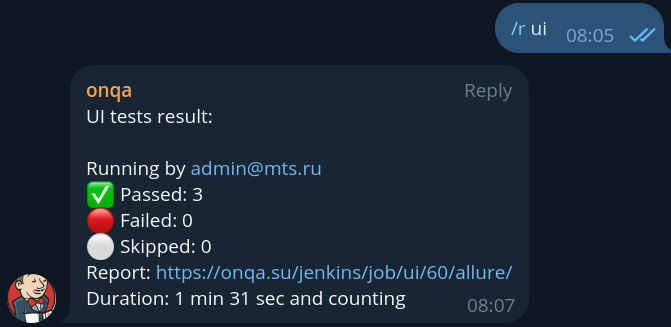 /r ui 08:05
onqa Reply
UI tests result:
Running by admin@mts.ru
Passed: 3
Failed: 0
Skipped: 0
Report: https://onqa.su/jenkins/job/ui/60/allure/
Duration: 1 min 31 sec and counting 08:07